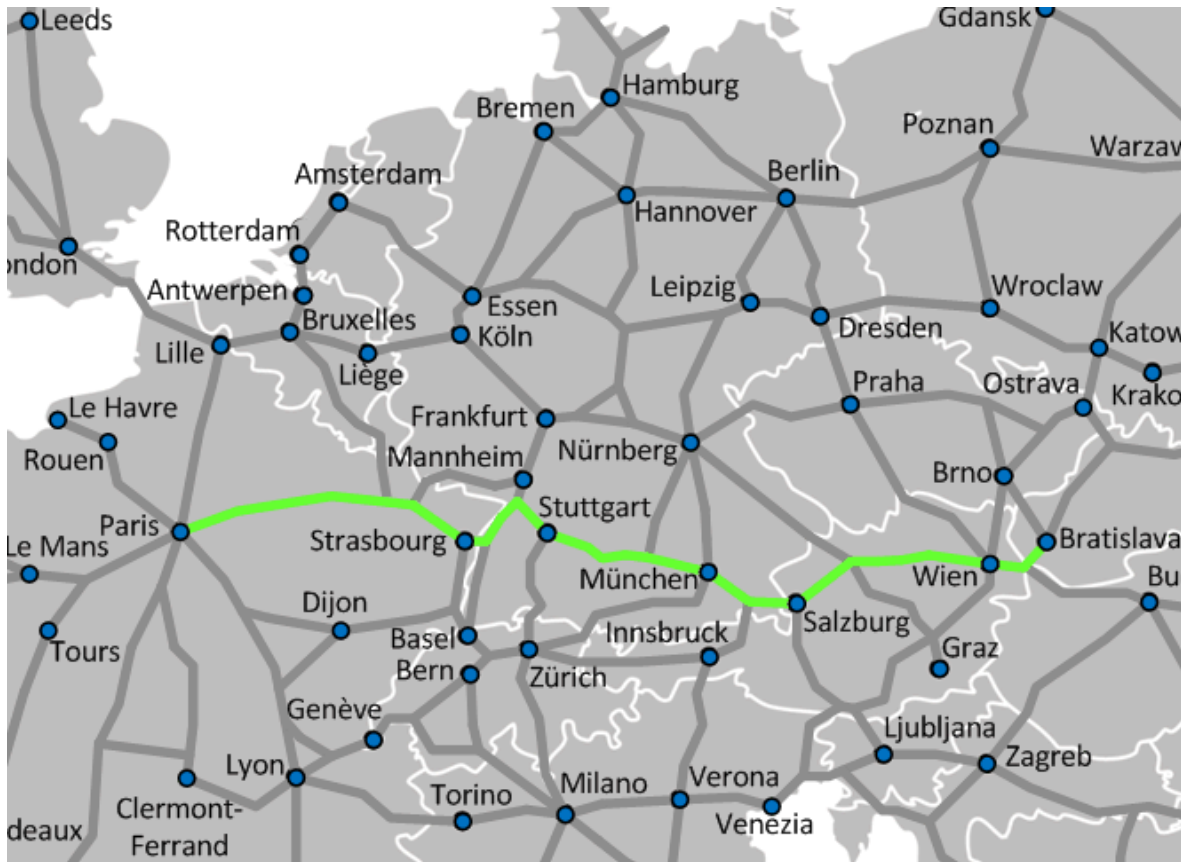 Leeds
Gdansk
Hamburg
Bremen
Poznan
Warzaw
Berlin
Amsterdam
Hannover
Rotterdam
ondon
Antwerpen
Leipzig
Wroclaw
Essen
Bruxelles
Dresden
Köln
Katow
Lille
Liège
Praha
Ostrava
Krako
Le Havre
Frankfurt
Nürnberg
Rouen
Mannheim
Brno
Stuttgart
Paris
Strasbourg
Bratislava
Le Mans
München
Wien
Bu
Dijon
Salzburg
Basel
Innsbruck
Tours
Graz
Bern
Zürich
Genève
Ljubljana
Zagreb
Lyon
Milano
Verona
Torino
Clermont-
Ferrand
Venezia
deaux